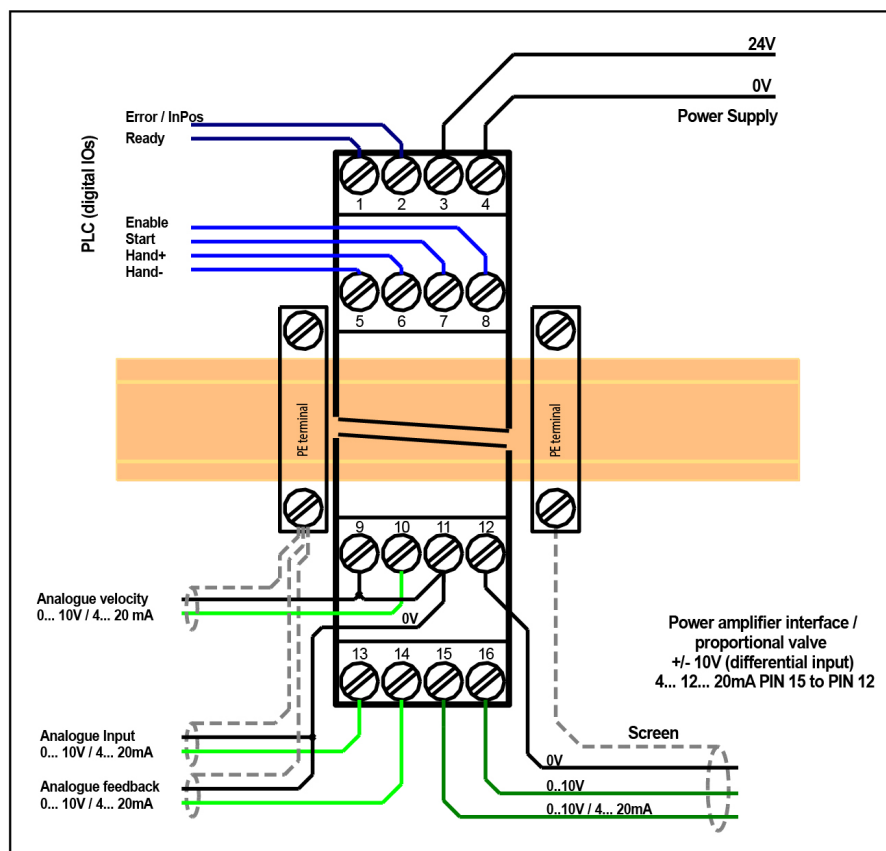 24V
0V
Power Supply
Error / InPos
Ready
PLC (digital IOs)
1 2 3 4
Enable
Start
Hand+
Hand-
5 6 7 8
PE terminal
PE terminal
9 10 11 12
Analogue velocity
0... 10V / 4... 20 mA
0V
Power amplifier interface /
proportional valve
+/- 10V (differential input)
4... 12... 20mA PIN 15 to PIN 12
13 14 15 16
Analogue Input
0... 10V / 4... 20mA
Screen
0V
Analogue feedback
0... 10V / 4... 20mA
0..10V
0..10V / 4... 20mA